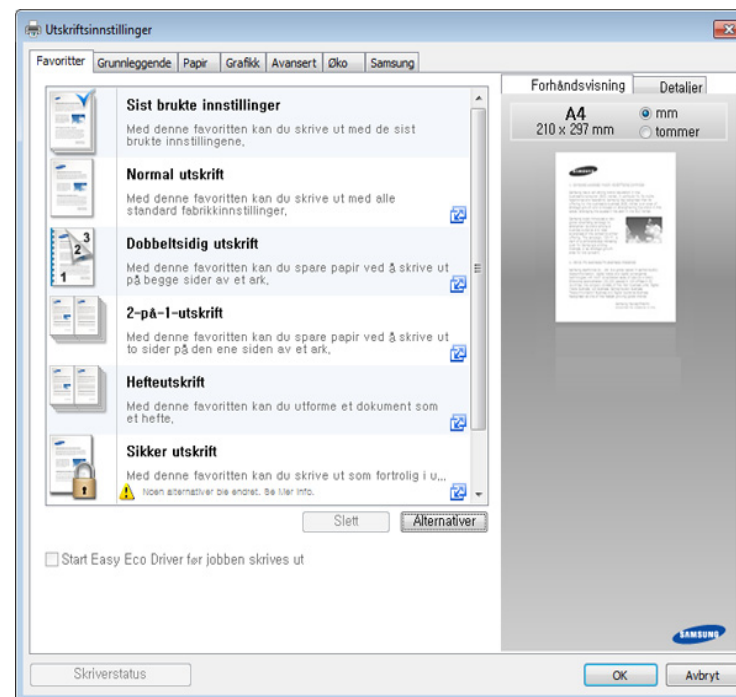 Utskriftsinnstillinger
Favoritter Grunnleggende Papir Grafikk Avansert Øko Samsung
Sist brukte innstillinger
Med denne favoritten kan du skrive ut med de sist
brukte innstillingene.
Normal utskrift
Med denne favoritten kan du skrive ut med alle
standard fabrikkinnstillinger.
Dobbeltsidig utskrift
Med denne favoritten kan du spare papir ved å skrive ut
på begge sider av et ark.
2-på-1-utskrift
Med denne favoritten kan du spare papir ved å skrive ut
to sider på den ene siden av et ark.
Hefteutskrift
Med denne favoritten kan du utforme et dokument som
et hefte.
Sikker utskrift
Med denne favoritten kan du skrive ut som fortrolig i u...
Noen alternativer ble endret. Se Mer info.
Slett Alternativer
Start Easy Eco Driver før jobben skrives ut
Forhåndsvisning Detaljer
A4
210 x 297 mm
mm
tommer
SAMSUNG
Skriverstatus OK Avbryt